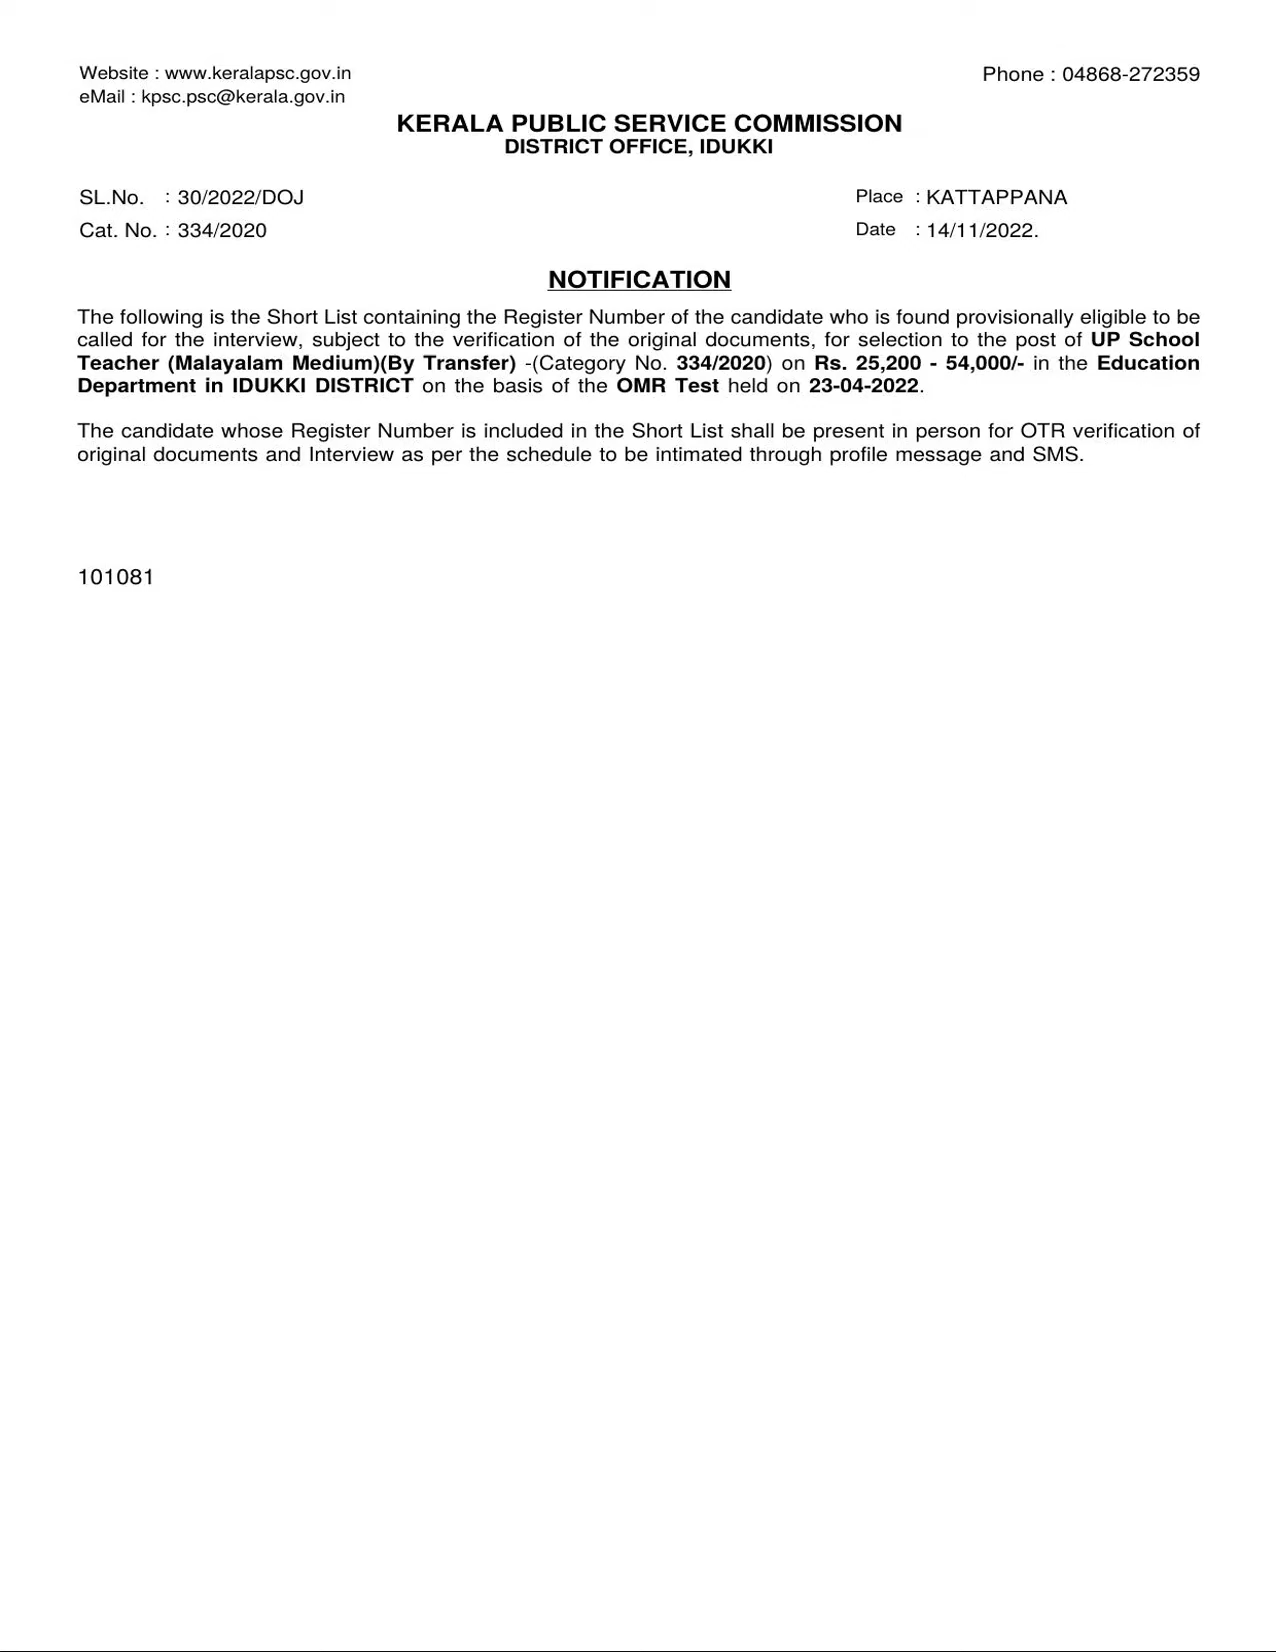 Website : www.keralapsc.gov.in
Phone : 04868-272359
eMail : kpsc.psc@kerala.gov.in
KERALA PUBLIC SERVICE COMMISSION
DISTRICT OFFICE, IDUKKI
SL.No. : 30/2022/DOJ
Place : KATTAPPANA
Cat. No. : 334/2020
Date : 14/11/2022.
NOTIFICATION
The following is the Short List containing the Register Number of the candidate who is found provisionally eligible to be
called for the interview, subject to the verification of the original documents, for selection to the post of UP School
Teacher (Malayalam Medium)(By Transfer) -(Category No. 334/2020) on Rs. 25,200 - 54,000/- in the Education
Department in IDUKKI DISTRICT on the basis of the OMR Test held on 23-04-2022.
The candidate whose Register Number is included in the Short List shall be present in person for OTR verification of
original documents and Interview as per the schedule to be intimated through profile message and SMS.
101081